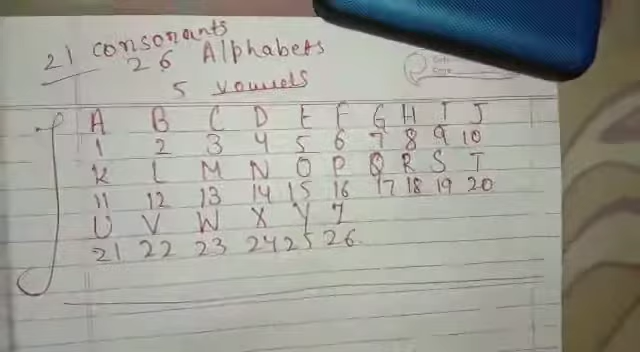 21 consonants
26 Alphabets
5 vowels
A B C D E F G H I J
1 2 3 4 5 6 7 8 9 10
K L M N O P Q R S T
11 12 13 14 15 16 17 18 19 20
U V W X Y Z
21 22 23 24 25 26
Date